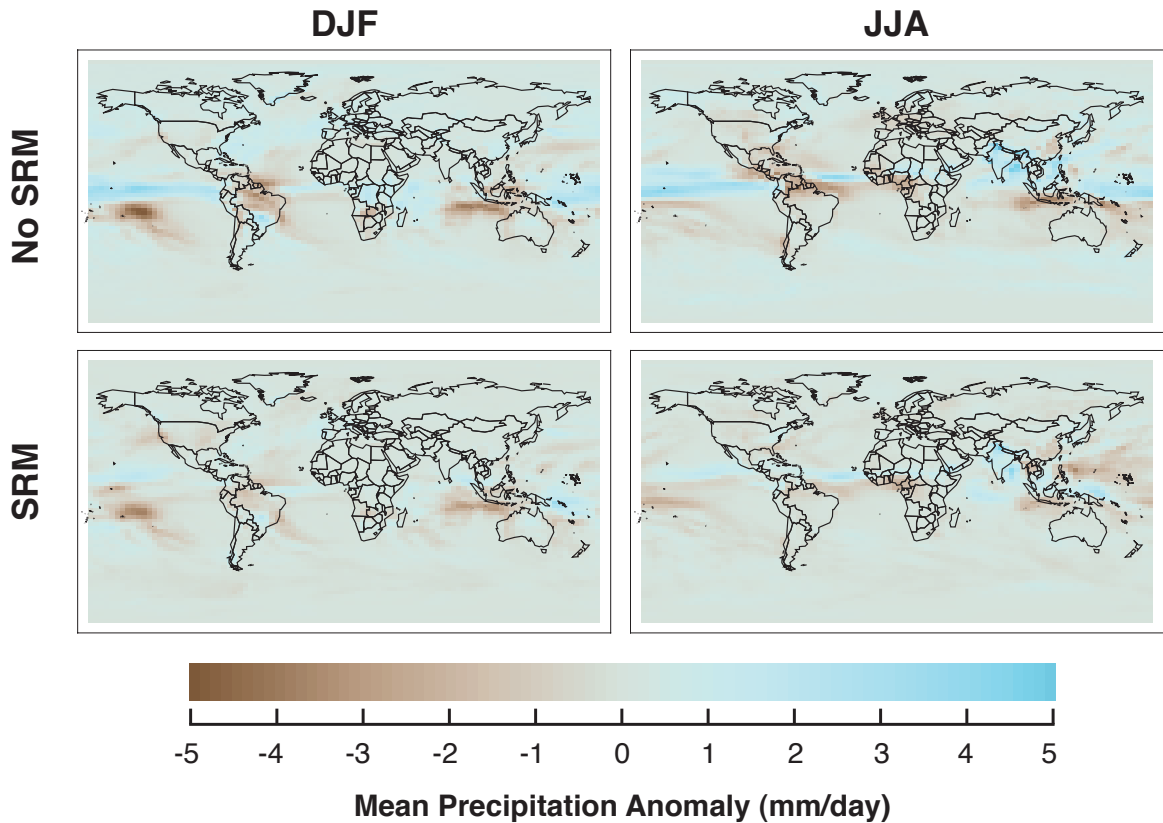 DJF
JJA
No SRM
SRM
-5 -4 -3 -2 -1 0 1 2 3 4 5
Mean Precipitation Anomaly (mm/day)